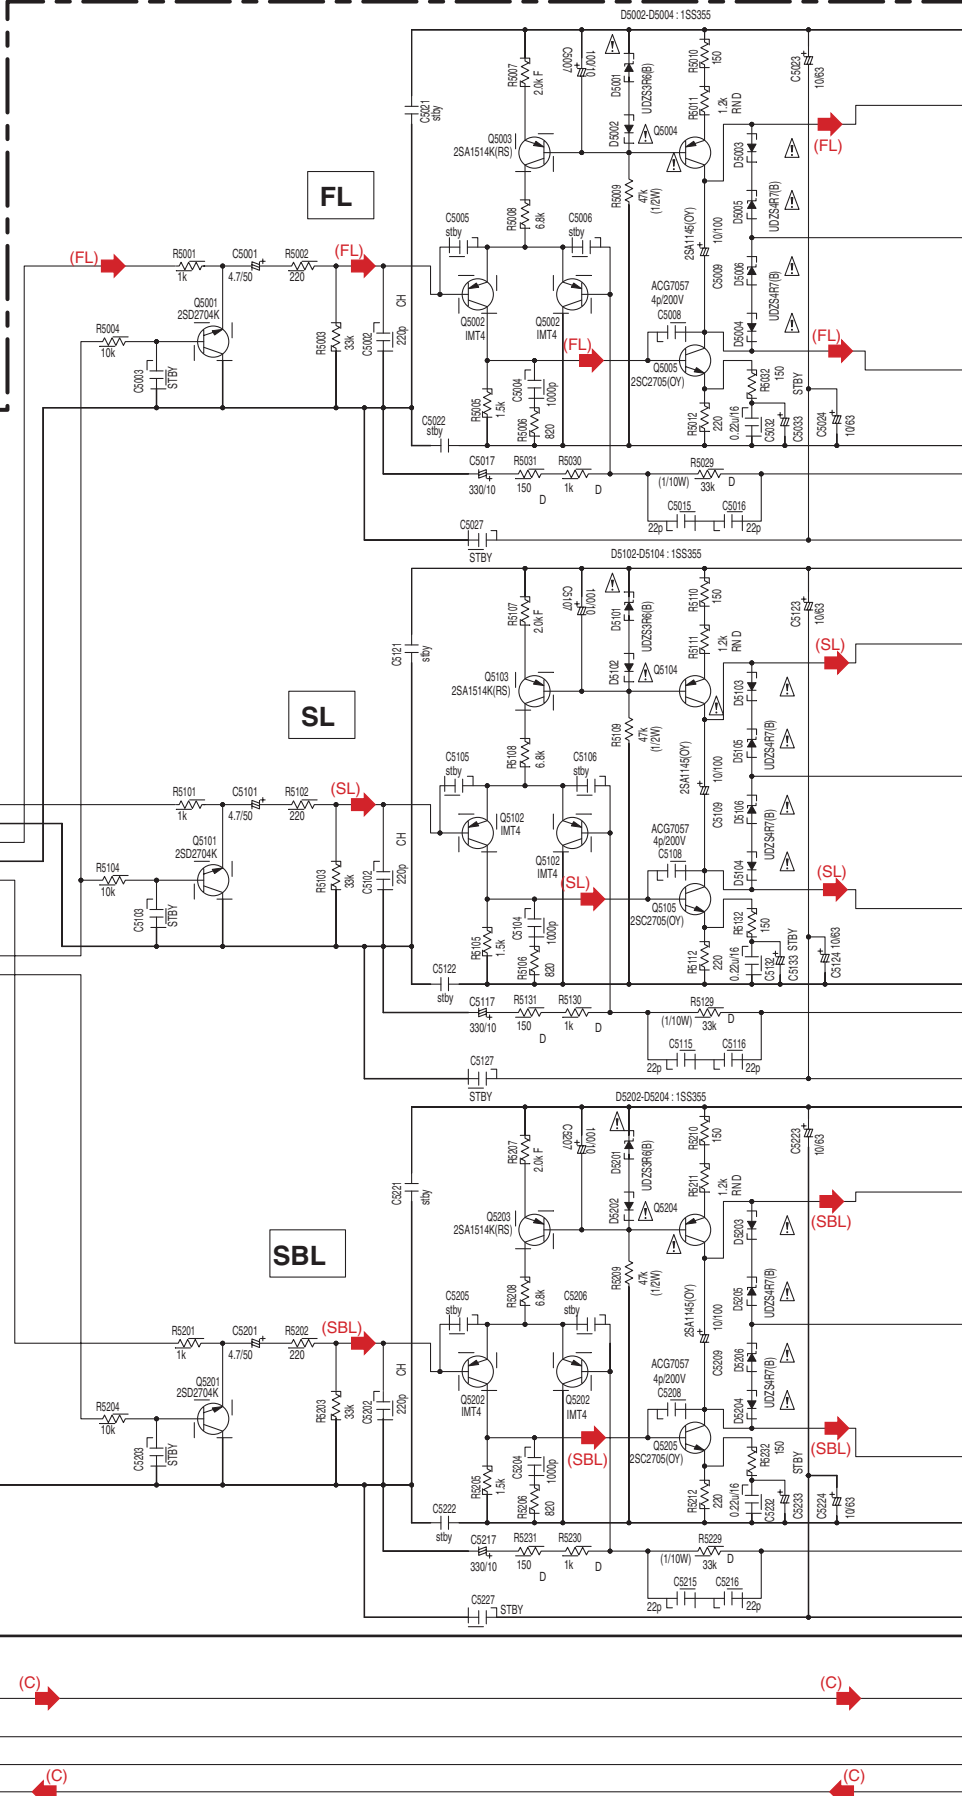 D5002-D5004 : 1SS355
R5007
2.0k F
C5007
100/10
D5001
UDZS3R6(B)
R5010
150
C5023
10/63
C5021
stby
Q5003
2SA1514K(RS)
D5002
Q5004
R5011
1.2k
RN D
D5003
(FL)
FL
R5008
6.8k
R5009
47k
(1/2W)
2SA1145(OY)
10/100
C5009
D5005
UDZS4R7(B)
D5006
UDZS4R7(B)
D5004
C5005
stby
C5006
stby
(FL)
R5001
1k
C5001
4.7/50
R5002
220
(FL)
Q5001
2SD2704K
R5004
10k
C5003
STBY
R5003
33k
C5002
220p
CH
Q5002
IMT4
Q5002
IMT4
ACG7057
4p/200V
C5008
(FL)
(FL)
Q5005
2SC2705(OY)
R5005
1.5k
C5004
1000p
R5006
820
R5012
220
R5032
150
0.22u/16
C5032
C5033
STBY
C5024
10/63
C5022
stby
C5017
330/10
R5031
150
D
R5030
1k
D
R5029
(1/10W)
33k
D
C5015
22p
C5016
22p
C5027
STBY
D5102-D5104 : 1SS355
R5107
2.0k F
C5107
100/10
D5101
UDZS3R6(B)
R5110
150
C5123
10/63
C5121
stby
Q5103
2SA1514K(RS)
D5102
Q5104
R5111
1.2k
RN D
D5103
(SL)
SL
R5108
6.8k
R5109
47k
(1/2W)
2SA1145(OY)
10/100
C5109
D5105
UDZS4R7(B)
D5106
UDZS4R7(B)
D5104
C5105
stby
C5106
stby
R5101
1k
C5101
4.7/50
R5102
220
(SL)
Q5101
2SD2704K
R5104
10k
C5103
STBY
R5103
33k
C5102
220p
CH
Q5102
IMT4
Q5102
IMT4
ACG7057
4p/200V
C5108
(SL)
(SL)
Q5105
2SC2705(OY)
R5105
1.5k
C5104
1000p
R5106
820
R5112
220
R5132
150
0.22u/16
C5132
C5133
STBY
C5124
10/63
C5122
stby
C5117
330/10
R5131
150
D
R5130
1k
D
R5129
(1/10W)
33k
D
C5115
22p
C5116
22p
C5127
STBY
D5202-D5204 : 1SS355
R5207
2.0k F
C5207
100/10
D5201
UDZS3R6(B)
R5210
150
C5223
10/63
C5221
stby
Q5203
2SA1514K(RS)
D5202
Q5204
R5211
1.2k
RN D
D5203
(SBL)
SBL
R5208
6.8k
R5209
47k
(1/2W)
2SA1145(OY)
10/100
C5209
D5205
UDZS4R7(B)
D5206
UDZS4R7(B)
D5204
C5205
stby
C5206
stby
R5201
1k
C5201
4.7/50
R5202
220
(SBL)
Q5201
2SD2704K
R5204
10k
C5203
STBY
R5203
33k
C5202
220p
CH
Q5202
IMT4
Q5202
IMT4
ACG7057
4p/200V
C5208
(SBL)
(SBL)
Q5205
2SC2705(OY)
R5205
1.5k
C5204
1000p
R5206
820
R5212
220
R5232
150
0.22u/16
C5232
C5233
STBY
C5224
10/63
C5222
stby
C5217
330/10
R5231
150
D
R5230
1k
D
R5229
(1/10W)
33k
D
C5215
22p
C5216
22p
C5227
STBY
(C)
(C)
(C)
(C)